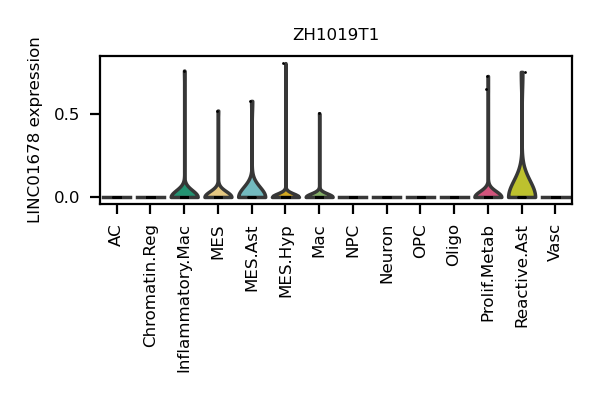 ZH1019T1
LINC01678 expression
0.5
0.0
AC
Chromatin.Reg
Inflammatory.Mac
MES
MES.Ast
MES.Hyp
Mac
NPC
Neuron
OPC
Oligo
Prolif.Metab
Reactive.Ast
Vasc